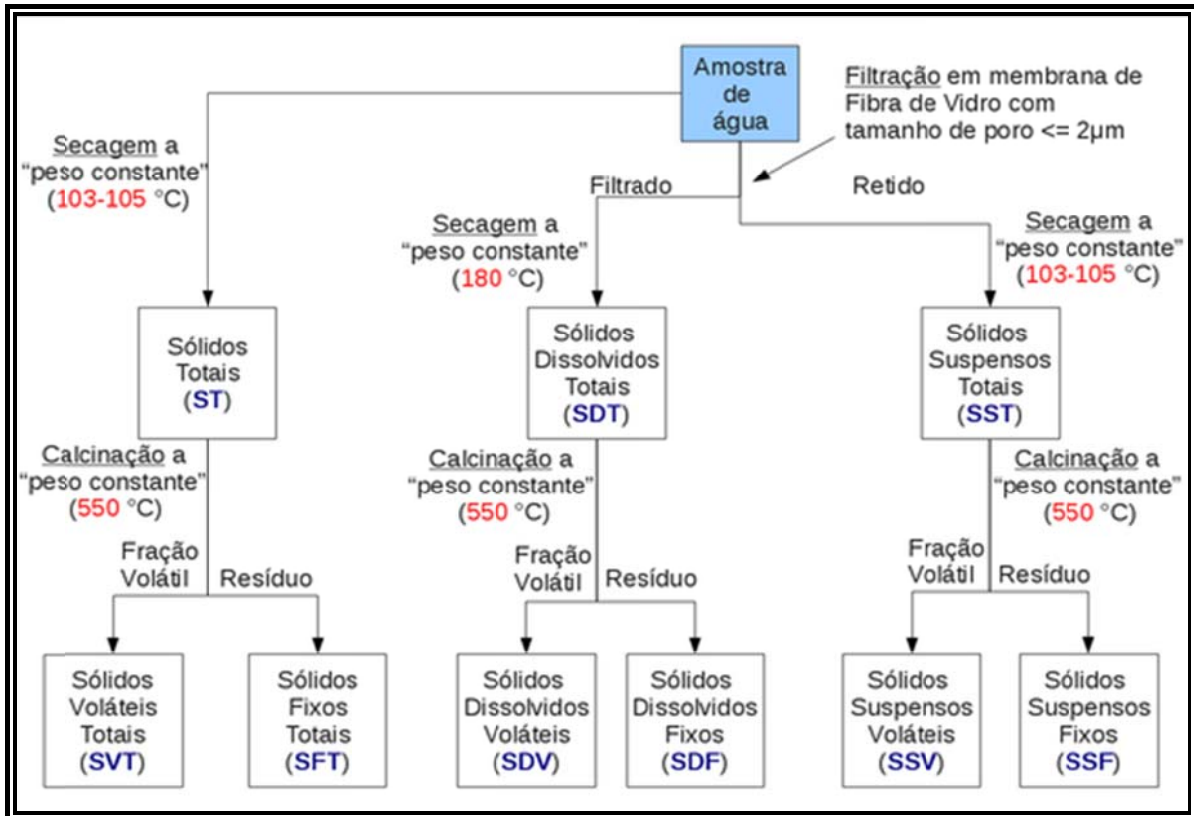 Amostra
de
água
Filtração em membrana de
Fibra de Vidro com
tamanho de poro <= 2µm
Secagem a
“peso constante”
(103-105 °C)
Filtrado
Retido
Secagem a
“peso constante”
(180 °C)
Secagem a
“peso constante”
(103-105 °C)
Sólidos
Totais
(ST)
Sólidos
Dissolvidos
Totais
(SDT)
Sólidos
Suspensos
Totais
(SST)
Calcinação a
“peso constante”
(550 °C)
Calcinação a
“peso constante”
(550 °C)
Calcinação a
“peso constante”
(550 °C)
Fração
Volátil
Resíduo
Fração
Volátil
Resíduo
Fração
Volátil
Resíduo
Sólidos
Voláteis
Totais
(SVT)
Sólidos
Fixos
Totais
(SFT)
Sólidos
Dissolvidos
Voláteis
(SDV)
Sólidos
Dissolvidos
Fixos
(SDF)
Sólidos
Suspensos
Voláteis
(SSV)
Sólidos
Suspensos
Fixos
(SSF)